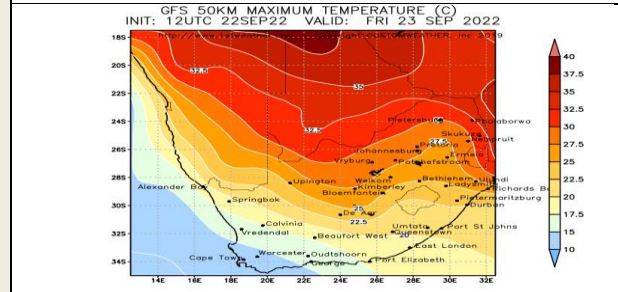 GFS 50KM MAXIMUM TEMPERATURE (C)
INIT: 12UTC 22SEP22 VALID: FRI 23 SEP 2022
18S
20S
22S
24S
26S
28S
30S
32S
34S
32.5
35
32.5
27.5
25
22.5
20
Pietersburg
Phalaborwa
Skukuza
Nelspruit
Pretoria
Johannesburg
Ermelo
Vryburg
Potchefstroom
Welkom
Bethlehem
Ulundi
Upington
Kimberley
Ladysmith
Alexander Bay
Bloemfontein
Richards Ba
Springbok
Pietermaritzburg
Durban
De Aar
Calvinia
Umtata
Port St Johns
Vredendal
Beaufort West
Queenstown
East London
Worcester
Oudtshoorn
Cape Town
George
Port Elizabeth
14E 16E 18E 20E 22E 24E 26E 28E 30E 32E
40
37.5
35
32.5
30
27.5
25
22.5
20
17.5
15
10